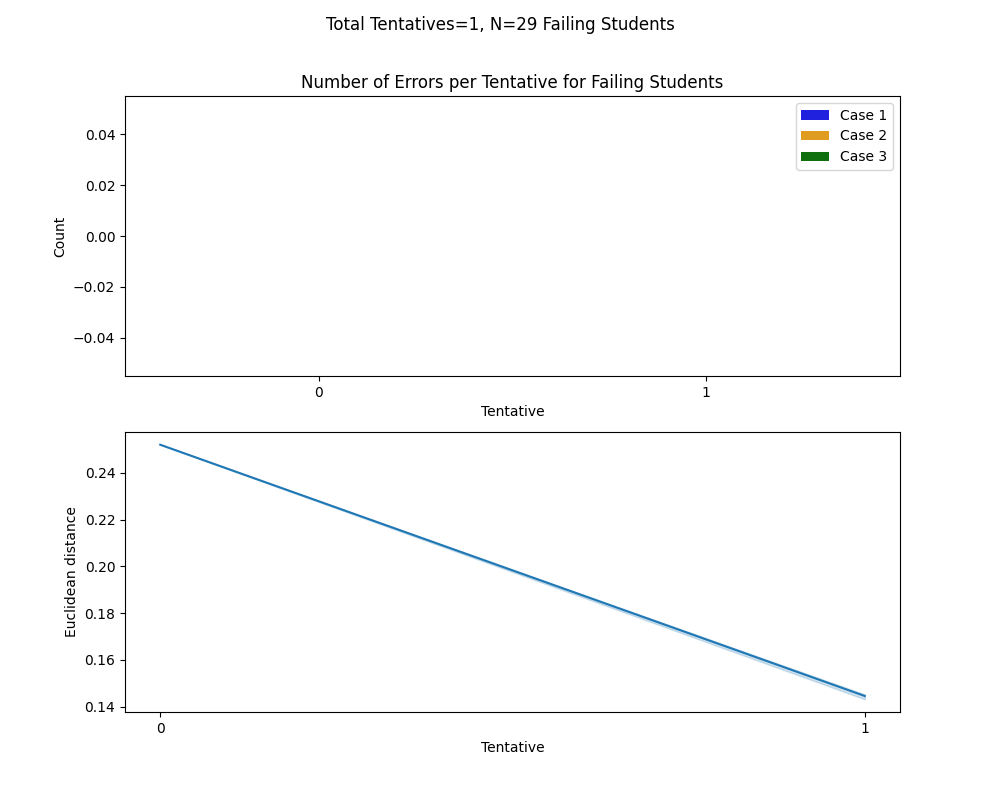 Total Tentatives=1, N=29 Failing Students
Number of Errors per Tentative for Failing Students
Case 1
Case 2
Case 3
0.04
0.02
0.00
−0.02
−0.04
Count
0
1
Tentative
0.24
0.22
0.20
0.18
0.16
0.14
Euclidean distance
0
1
Tentative